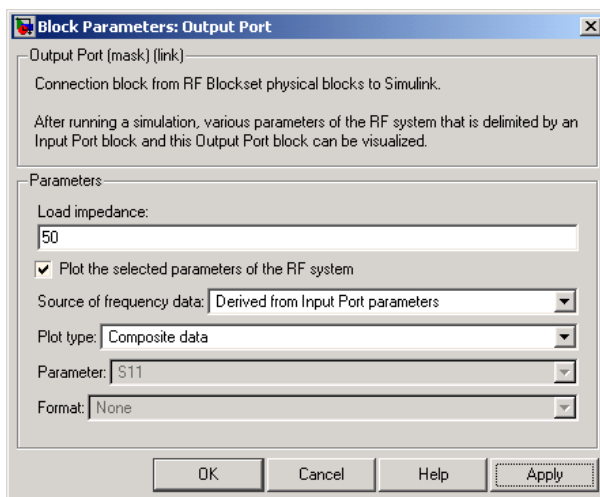 Block Parameters: Output Port
Output Port (mask) (link)
Connection block from RF Blockset physical blocks to Simulink.
After running a simulation, various parameters of the RF system that is delimited by an
Input Port block and this Output Port block can be visualized.
Parameters
Load impedance:
50
Plot the selected parameters of the RF system
Source of frequency data: Derived from Input Port parameters
Plot type: Composite data
Parameter: S11
Format: None
OK Cancel Help Apply